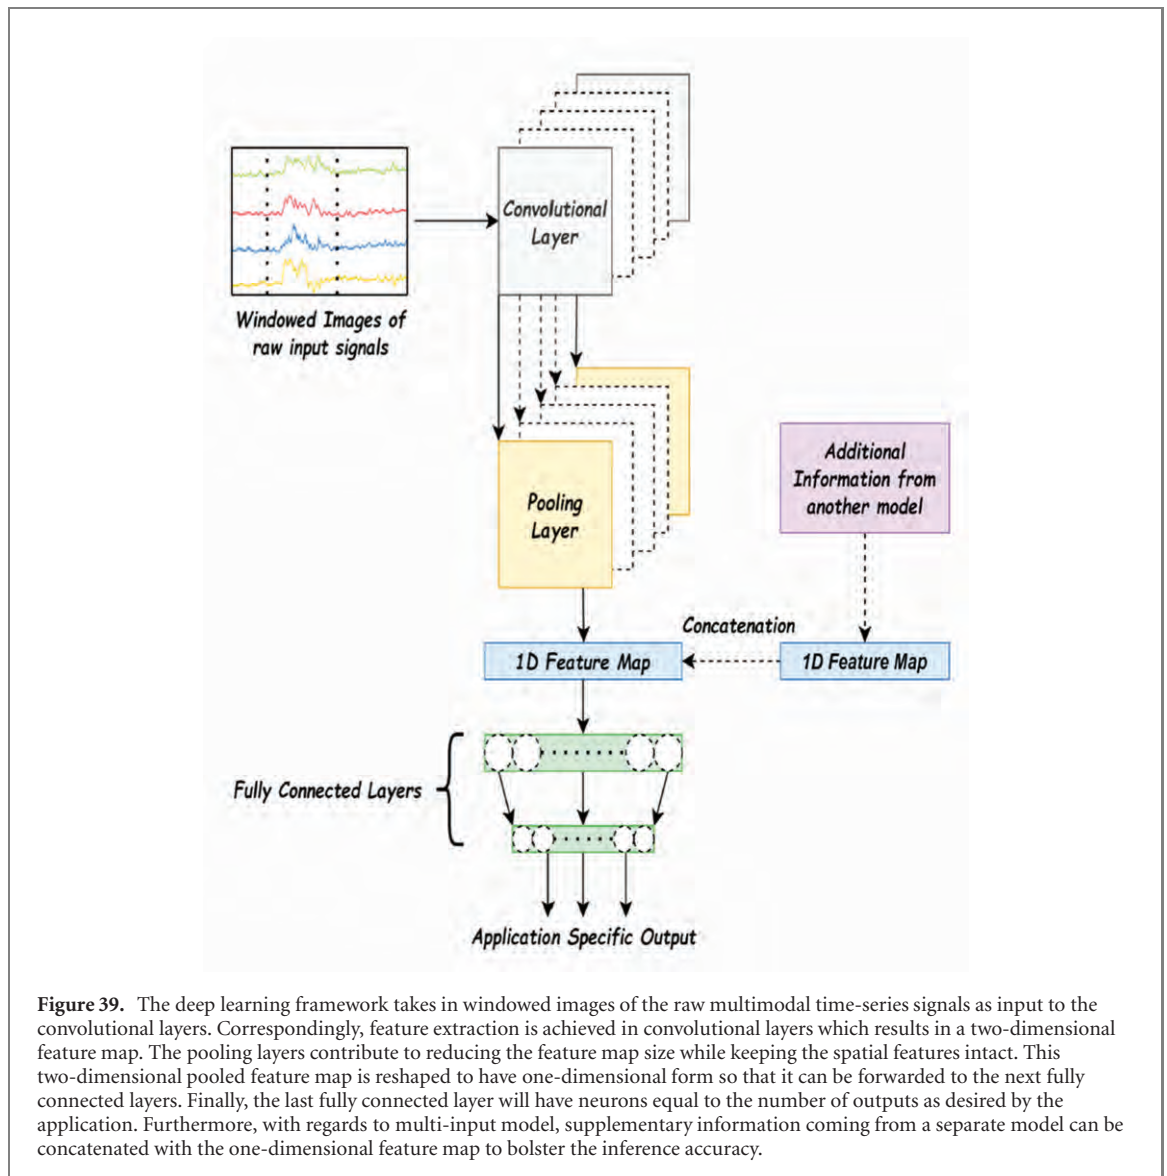 Convolutional
Layer
Windowed Images of
raw input signals
Pooling
Layer
Additional
Information from
another model
Concatenation
1D Feature Map
1D Feature Map
Fully Connected Layers
Application Specific Output
Figure 39. The deep learning framework takes in windowed images of the raw multimodal time-series signals as input to the
convolutional layers. Correspondingly, feature extraction is achieved in convolutional layers which results in a two-dimensional
feature map. The pooling layers contribute to reducing the feature map size while keeping the spatial features intact. This
two-dimensional pooled feature map is reshaped to have one-dimensional form so that it can be forwarded to the next fully
connected layers. Finally, the last fully connected layer will have neurons equal to the number of outputs as desired by the
application. Furthermore, with regards to multi-input model, supplementary information coming from a separate model can be
concatenated with the one-dimensional feature map to bolster the inference accuracy.